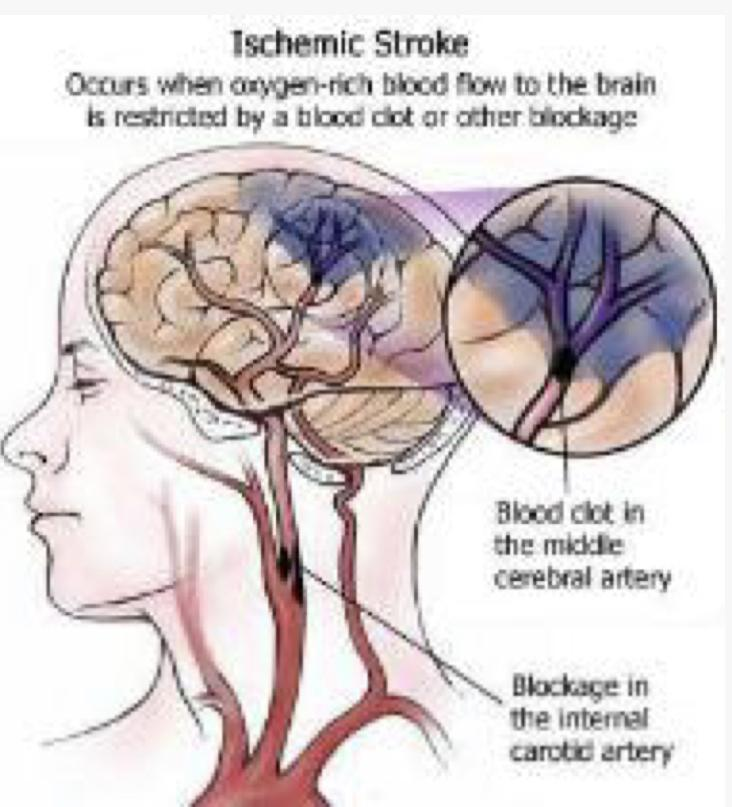 Ischemic Stroke
Occurs when oxygen-rich blood flow to the brain
is restricted by a blood clot or other blockage
Blood clot in
the middle
cerebral artery
Blockage in
the internal
carotid artery